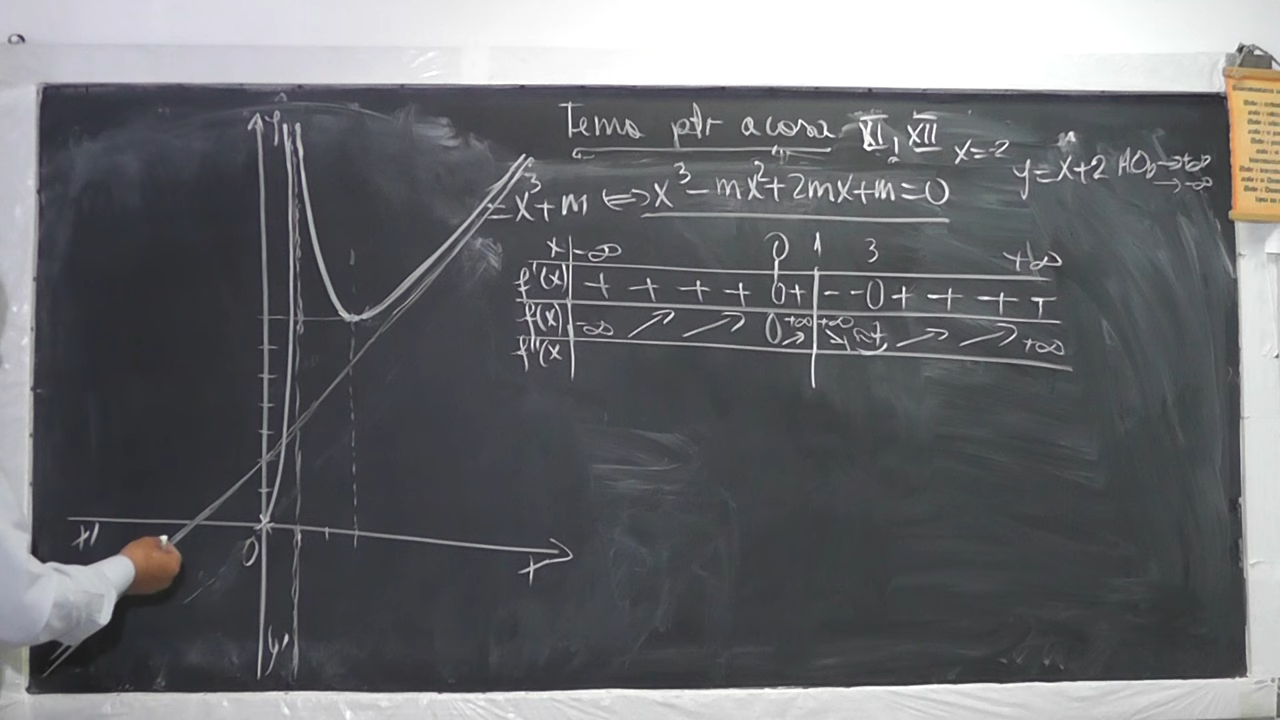 Tema ptr acasa XI, XII
x=-2
y=x+2 AO
→+∞
→-∞
=x³+m ⟺ x³-mx²+2mx+m=0
x -∞ 0 1 3 +∞
f'(x) + + + + 0 + - - 0 + + + +
f(x) -∞ ↗ ↗ 0 ↗ +∞ +∞ ↘ ↗ ↗ +∞
f''(x
y
x'
0
x
y'